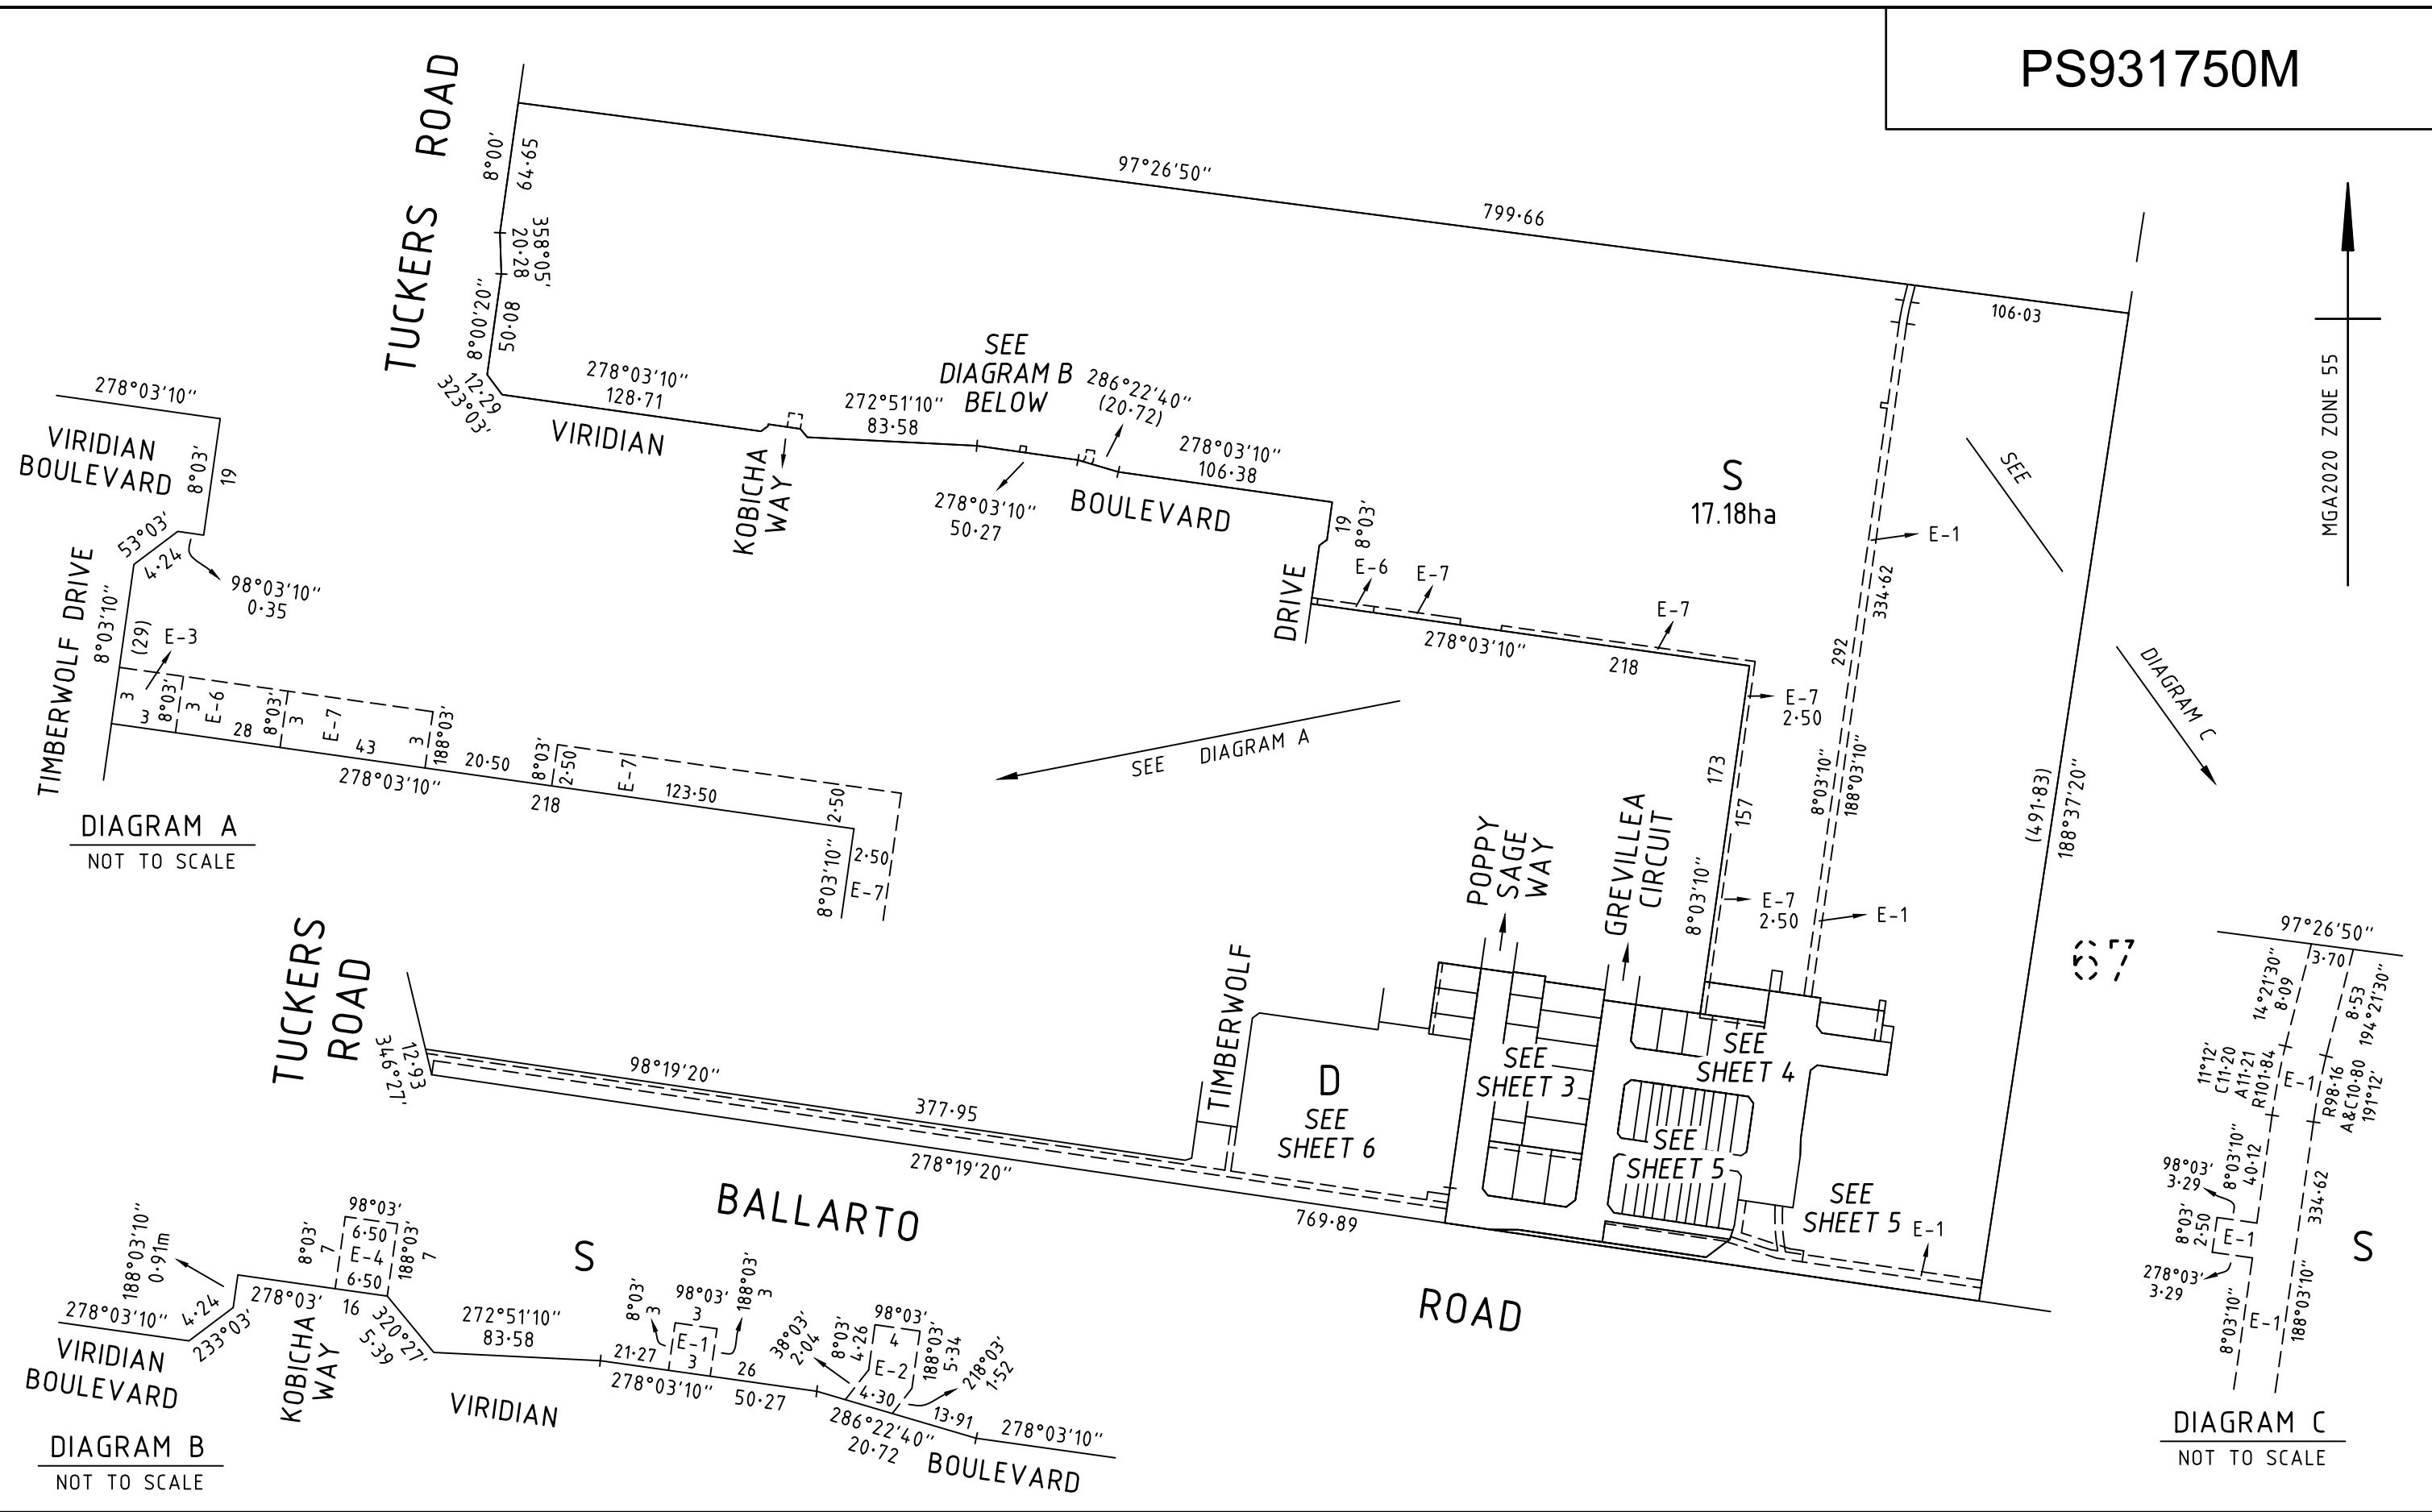 PS931750M
TUCKERS ROAD
8°00'
59·49
358°05'
20·28
8°00'20"
50·08
12·29
323°03'
97°26'50"
799·66
106·03
MGA2020 ZONE 55
278°03'10"
128·71
VIRIDIAN
KOBICHA
WAY
272°51'10"
83·58
SEE
DIAGRAM B
BELOW
286°22'40"
(20·72)
278°03'10"
106·38
278°03'10"
50·27
BOULEVARD
19
8°03'
DRIVE
E-6
E-7
E-7
278°03'10"
218
S
17.18ha
E-1
334·62
292
8°03'10"
188°03'10"
E-7
2·50
173
157
8°03'10"
E-7
2·50
E-1
(491·83)
188°37'20"
SEE
DIAGRAM C
67
278°03'10"
VIRIDIAN
BOULEVARD
8°03'
19
53°03'
4·24
98°03'10"
0·35
TIMBERWOLF DRIVE
8°03'10"
(29)
E-3
3
3
8°03'
3
E-6
28
8°03'
3
E-7
43
3
188°03'
20·50
278°03'10"
218
8°03'
2·50
E-7
123·50
2·50
2·50
8°03'10"
E-7
DIAGRAM A
NOT TO SCALE
SEE DIAGRAM A
POPPY
SAGE
WAY
GREVILLEA
CIRCUIT
TUCKERS
ROAD
12·93
346°27'
98°19'20"
377·95
278°19'20"
769·89
TIMBERWOLF
D
SEE
SHEET 6
SEE
SHEET 3
SEE
SHEET 4
SEE
SHEET 5
SEE
SHEET 5
E-1
BALLARTO
ROAD
188°03'10"
0·91m
278°03'10"
4·24
233°03'
VIRIDIAN
BOULEVARD
98°03'
8°03'
7
6·50
E-4
6·50
188°03'
7
278°03'
16
KOBICHA
WAY
320°27'
5·39
S
272°51'10"
83·58
VIRIDIAN
8°03'
3
98°03'
3
188°03'
3
E-1
3
21·27
26
278°03'10"
50·27
38°03'
2·04
8°03'
4·26
98°03'
4
E-2
188°03'
5·34
218°03'
1·52
4·30
13·91
286°22'40"
20·72
278°03'10"
BOULEVARD
DIAGRAM B
NOT TO SCALE
97°26'50"
3·70
14°21'30"
8·09
8·53
194°21'30"
11°12'
C11·20
A11·21
R101·84
E-1
R98·16
A&C10·80
191°12'
8°03'10"
40·12
98°03'
3·29
8°03'
2·50
E-1
278°03'
3·29
334·62
S
8°03'10"
E-1
188°03'10"
DIAGRAM C
NOT TO SCALE